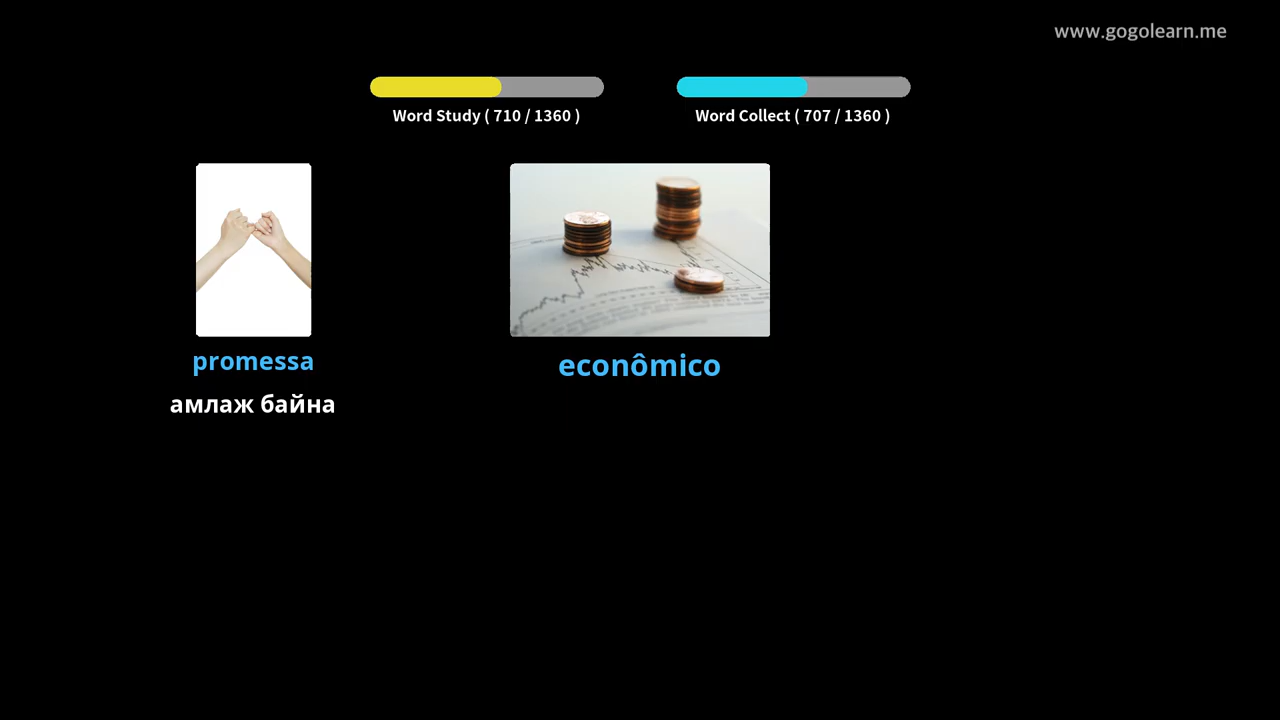 www.gogolearn.me
Word Study ( 710 / 1360 )
Word Collect ( 707 / 1360 )
promessa
амлаж байна
econômico